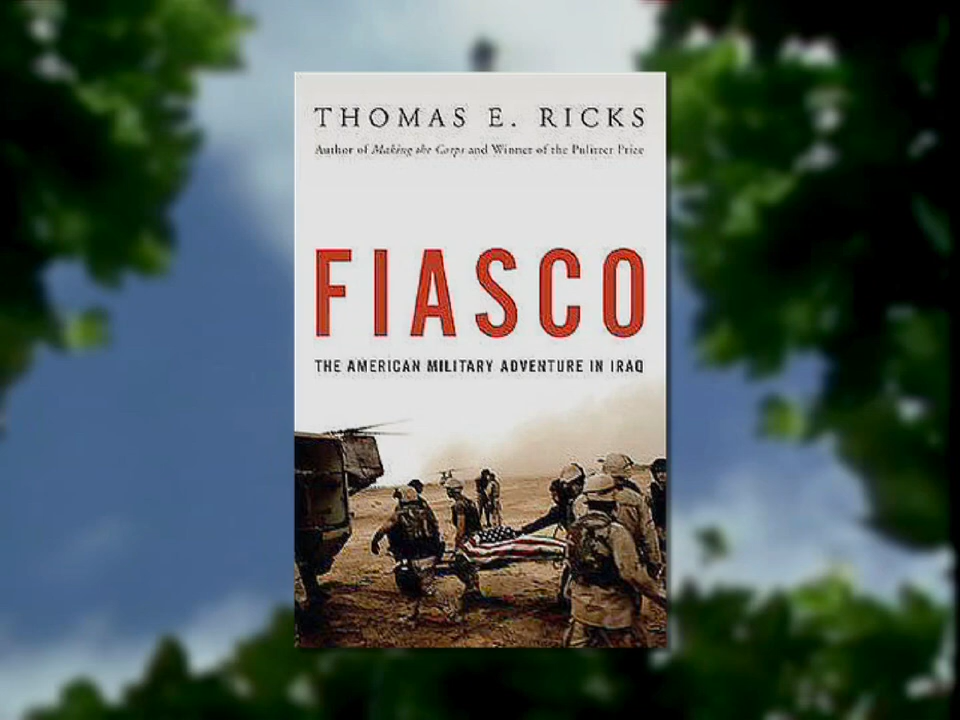 THOMAS E. RICKS
Author of Making the Corps and Winner of the Pulitzer Prize
FIASCO
THE AMERICAN MILITARY ADVENTURE IN IRAQ